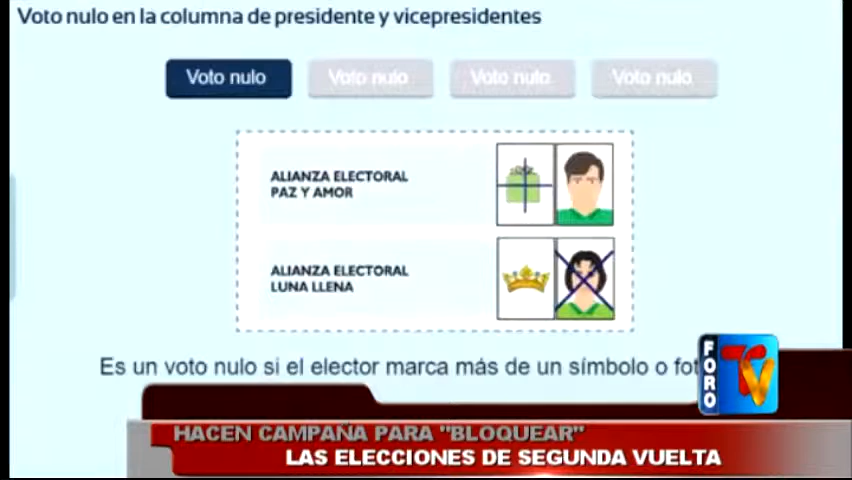 Voto nulo en la columna de presidente y vicepresidentes
Voto nulo Voto nulo Voto nulo Voto nulo
ALIANZA ELECTORAL
PAZ Y AMOR
ALIANZA ELECTORAL
LUNA LLENA
Es un voto nulo si el elector marca más de un símbolo o fot
FORO
TV
HACEN CAMPAÑA PARA "BLOQUEAR"
LAS ELECCIONES DE SEGUNDA VUELTA